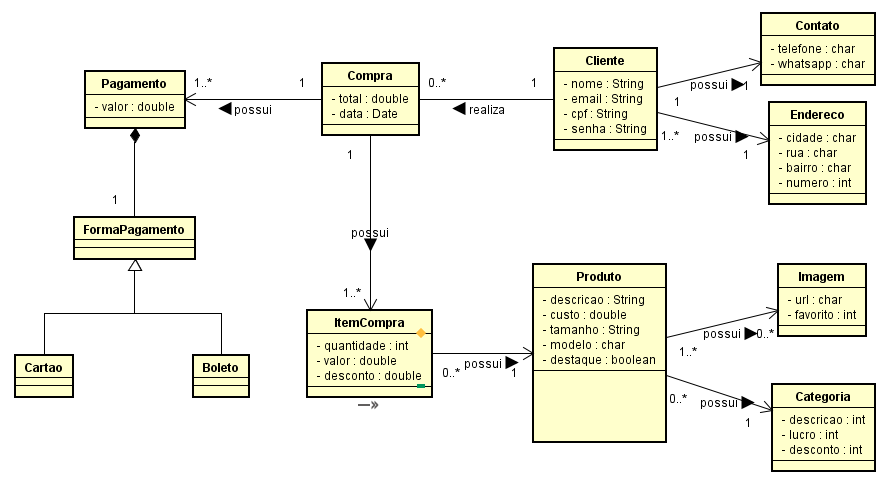 Contato
- telefone : char
- whatsapp : char
Cliente
- nome : String
- email : String
- cpf : String
- senha : String
possui
1
1
Pagamento
- valor : double
1..*
1
possui
Compra
- total : double
- data : Date
0..*
1
realiza
Endereco
- cidade : char
- rua : char
- bairro : char
- numero : int
1..*
possui
1
1
1
FormaPagamento
possui
1..*
Cartao
Boleto
ItemCompra
- quantidade : int
- valor : double
- desconto : double
possui
0..*
1
Produto
- descricao : String
- custo : double
- tamanho : String
- modelo : char
- destaque : boolean
Imagem
- url : char
- favorito : int
possui
0..*
1..*
0..*
possui
1
Categoria
- descricao : int
- lucro : int
- desconto : int